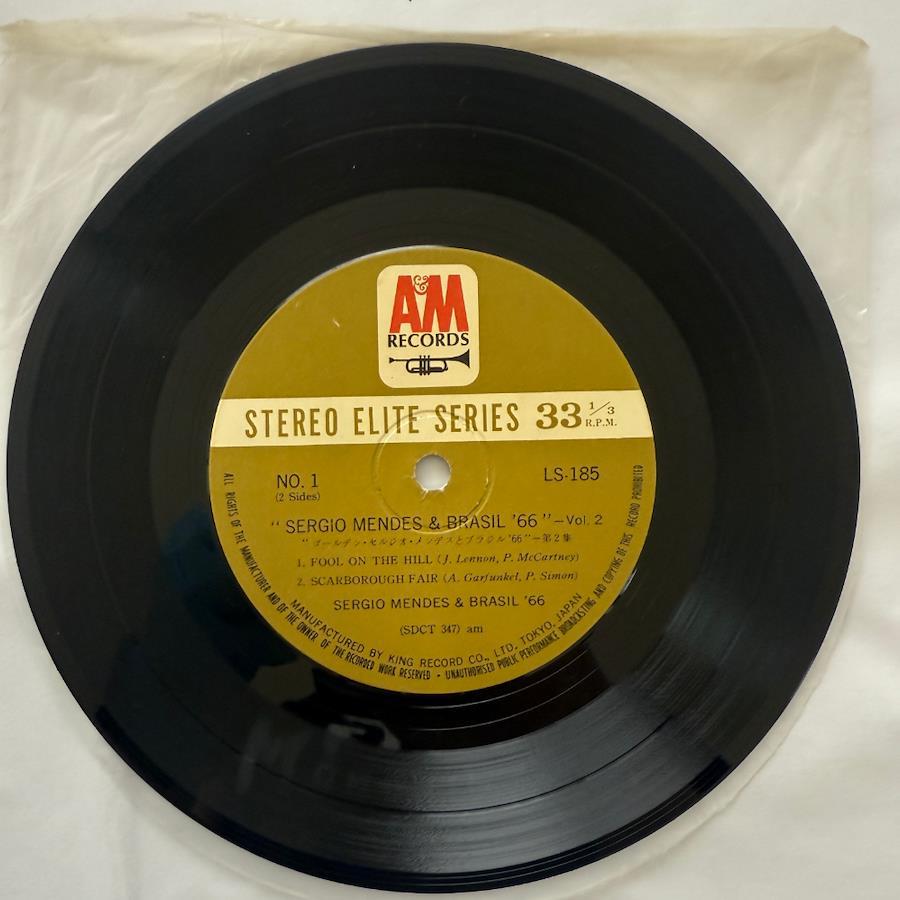 A&M
RECORDS
STEREO ELITE SERIES 33 1/3 R.P.M.
NO. 1
(2 Sides)
LS-185
"SERGIO MENDES & BRASIL '66"—Vol. 2
"ゴールデン・セルジオ・メンデスとブラジル '66"—第2集
1. FOOL ON THE HILL (J. Lennon, P. McCartney)
2. SCARBOROUGH FAIR (A. Garfunkel, P. Simon)
SERGIO MENDES & BRASIL '66
(SDCT 347) am
MANUFACTURED BY KING RECORD CO., LTD. TOKYO, JAPAN
ALL RIGHTS OF THE MANUFACTURER AND OF THE OWNER OF THE RECORDED WORK RESERVED · UNAUTHORISED PUBLIC PERFORMANCE BROADCASTING AND COPYING OF THIS RECORD PROHIBITED